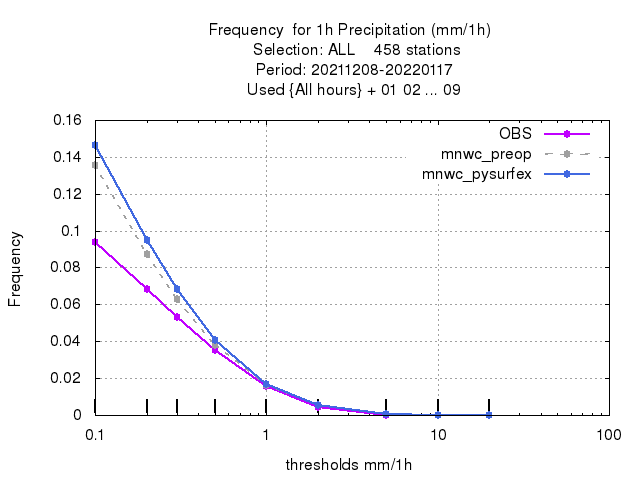 Frequency for 1h Precipitation (mm/1h)
Selection: ALL 458 stations
Period: 20211208-20220117
Used {All hours} + 01 02 ... 09
OBS
mnwc_preop
mnwc_pysurfex
Frequency
0.16
0.14
0.12
0.1
0.08
0.06
0.04
0.02
0
0.1 1 10 100
thresholds mm/1h